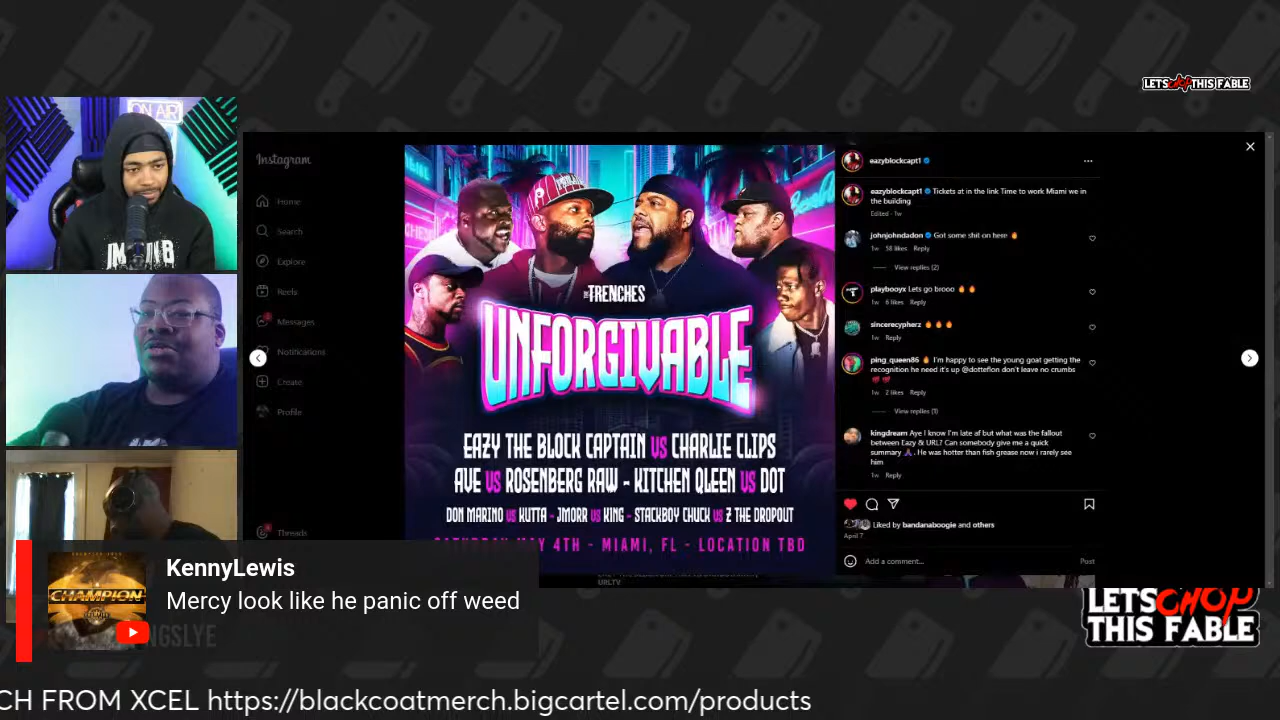 LETS CHOP THIS FABLE
ON AIR
Instagram
Home
Search
Explore
Reels
Messages
Notifications
Create
Profile
Threads
THE TRENCHES
UNFORGIVABLE
EAZY THE BLOCK CAPTAIN VS CHARLIE CLIPS
AVE VS ROSENBERG RAW - KITCHEN QLEEN VS DOT
DON MARINO VS KUTTA - JMORR VS KING - STACKBOY CHUCK VS Z THE DROPOUT
SATURDAY MAY 4TH - MIAMI, FL - LOCATION TBD
eazyblockcapt1
eazyblockcapt1 Tickets at in the link Time to work Miami we in
the building
Edited · 1w
johnjohndadon Got some shit on here 🔥
1w 58 likes Reply
View replies (2)
playbooyx Lets go brooo 🔥 🔥
1w 6 likes Reply
sincerecypherz 🔥 🔥 🔥
1w Reply
ping_queen86 🔥 I'm happy to see the young goat getting the
recognition he need it's up @dotteflon don't leave no crumbs
1w 2 likes Reply
View replies (1)
kingdream Aye I know I'm late af but what was the fallout
between Eazy & URL? Can somebody give me a quick
summary 🙏🏾. He was hotter than fish grease now i rarely see
him
1w Reply
Liked by bandanaboogie and others
April 7
Add a comment...
Post
URLTV
CHAMPION
KennyLewis
Mercy look like he panic off weed
NGSLYE
LETS CHOP
THIS FABLE
CH FROM XCEL https://blackcoatmerch.bigcartel.com/products